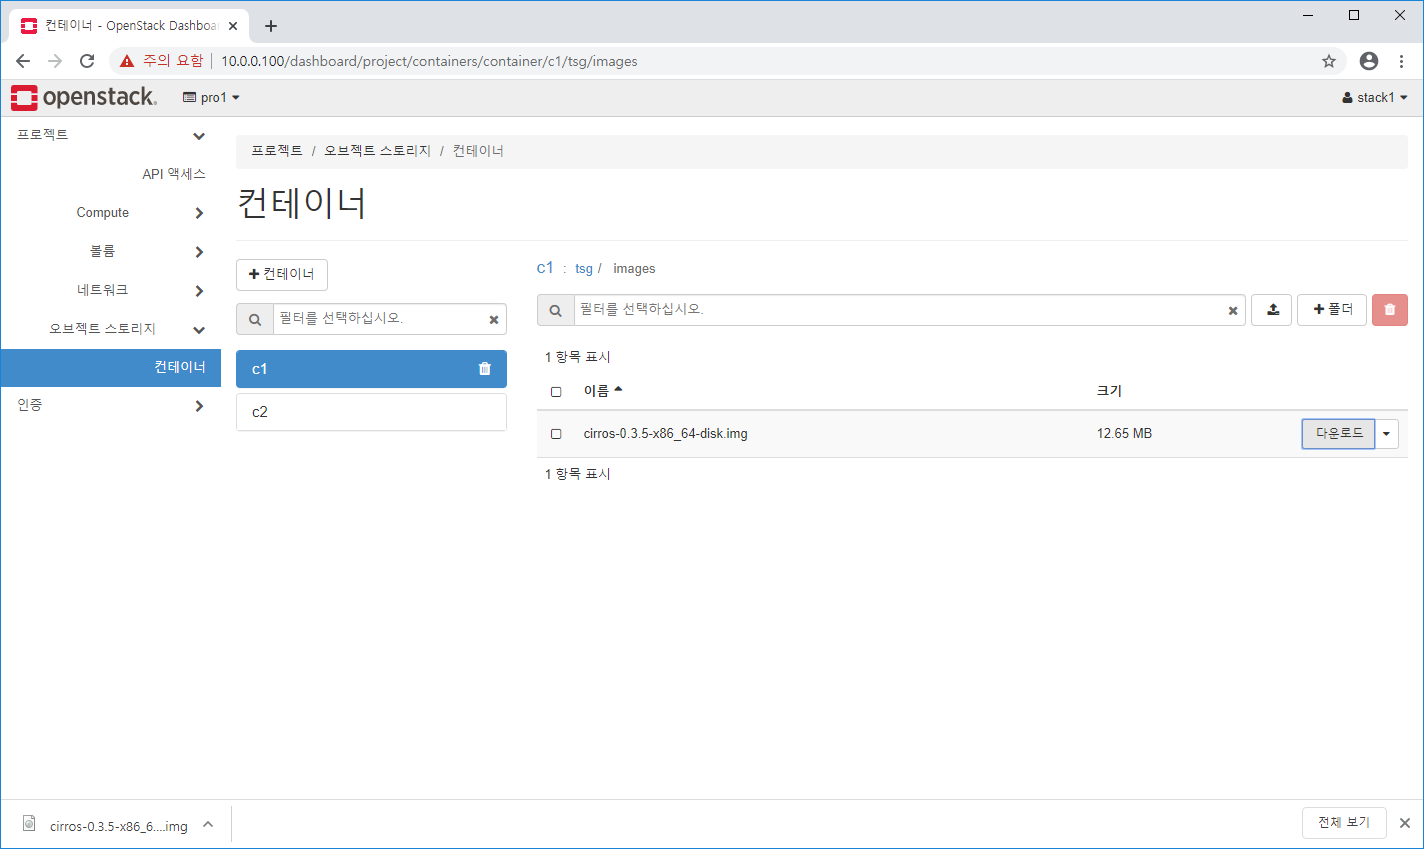 컨테이너 - OpenStack Dashboar
주의 요함 10.0.0.100/dashboard/project/containers/container/c1/tsg/images
openstack. pro1 stack1
프로젝트
API 액세스
Compute
볼륨
네트워크
오브젝트 스토리지
컨테이너
인증
프로젝트 / 오브젝트 스토리지 / 컨테이너
컨테이너
+ 컨테이너
필터를 선택하십시오.
c1
c2
c1 : tsg / images
필터를 선택하십시오.
+ 폴더
1 항목 표시
이름 크기
cirros-0.3.5-x86_64-disk.img 12.65 MB 다운로드
1 항목 표시
cirros-0.3.5-x86_6....img 전체 보기